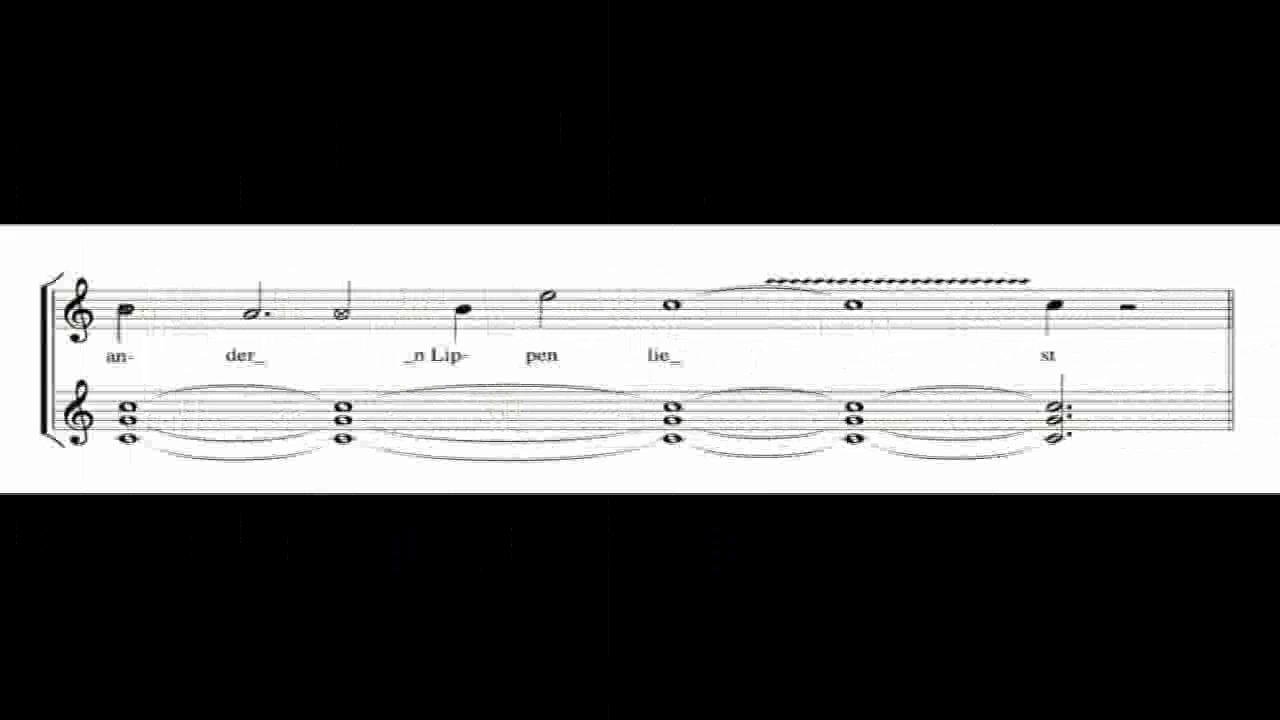 an- der_ _n Lip- pen lie_ st